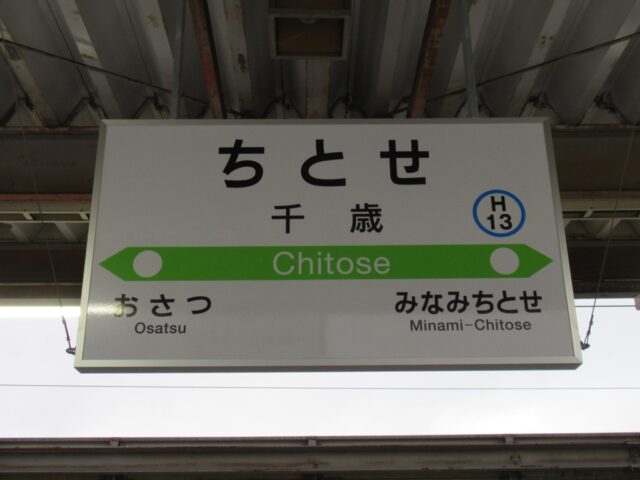 ちとせ
千歳
H
13
Chitose
おさつ
Osatsu
みなみちとせ
Minami-Chitose